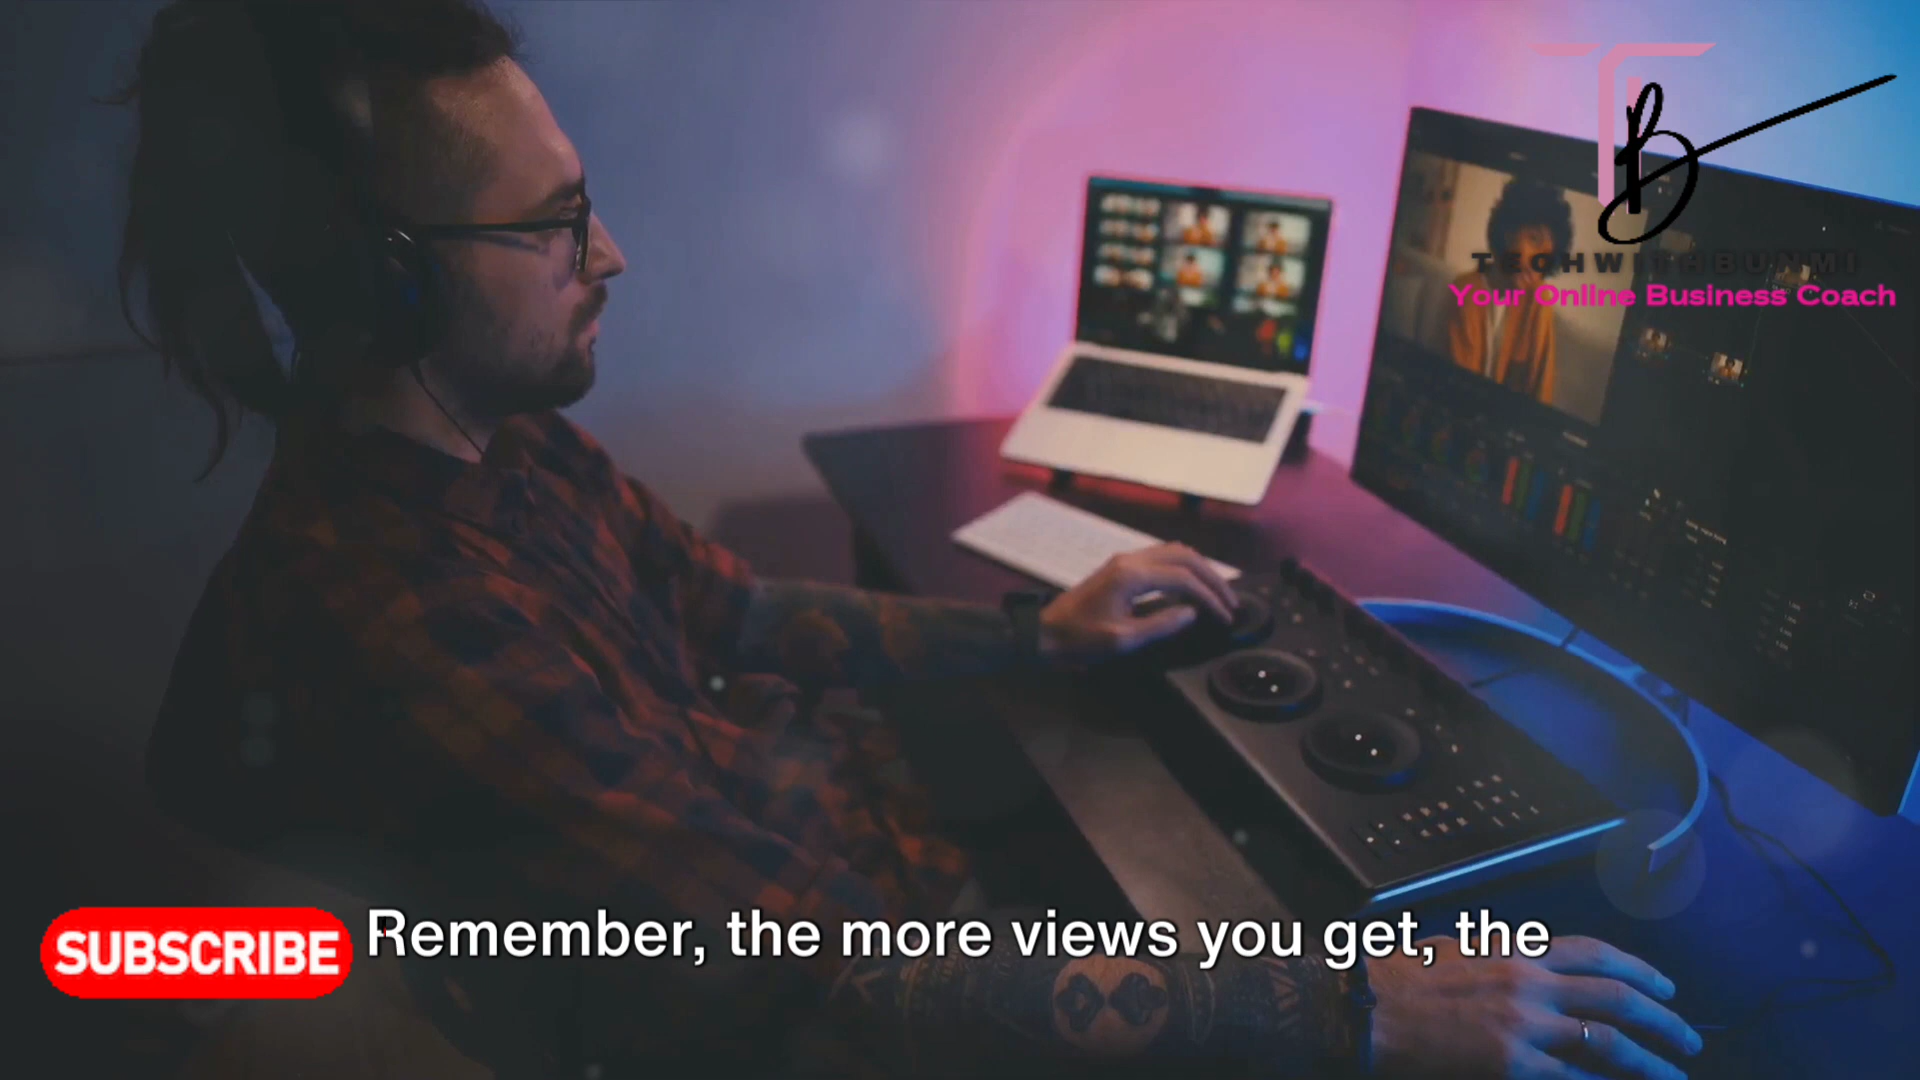 TECHWITHBUNMI
Your Online Business Coach
SUBSCRIBE
Remember, the more views you get, the